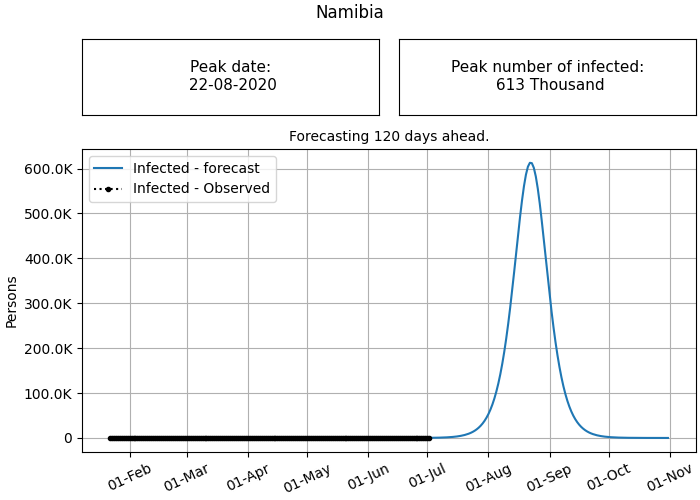 Namibia
Peak date:
22-08-2020
Peak number of infected:
613 Thousand
Forecasting 120 days ahead.
Infected - forecast
Infected - Observed
Persons
600.0K
500.0K
400.0K
300.0K
200.0K
100.0K
0
01-Feb
01-Mar
01-Apr
01-May
01-Jun
01-Jul
01-Aug
01-Sep
01-Oct
01-Nov